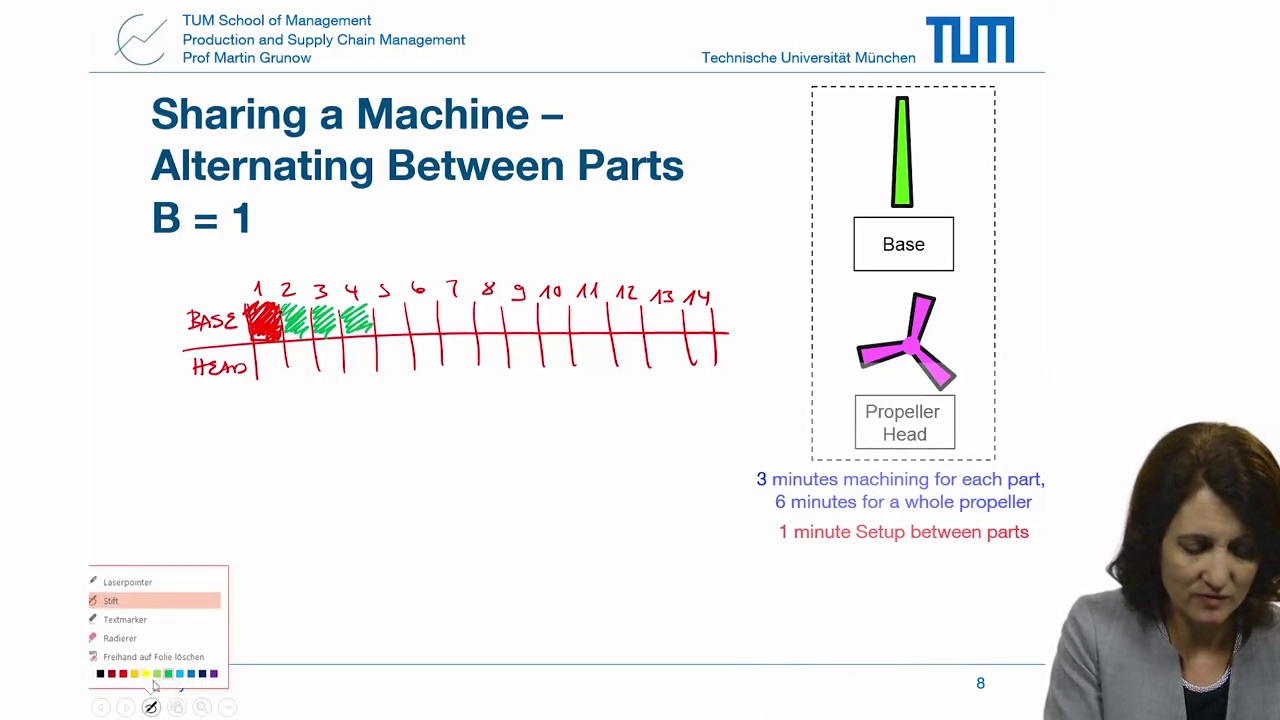 TUM School of Management
Production and Supply Chain Management
Prof Martin Grunow
Technische Universität München
TUM
Sharing a Machine –
Alternating Between Parts
B = 1
1 2 3 4 5 6 7 8 9 10 11 12 13 14
BASE
HEAD
Base
Propeller
Head
3 minutes machining for each part,
6 minutes for a whole propeller
1 minute Setup between parts
Laserpointer
Stift
Textmarker
Radierer
Freihand auf Folie löschen
8